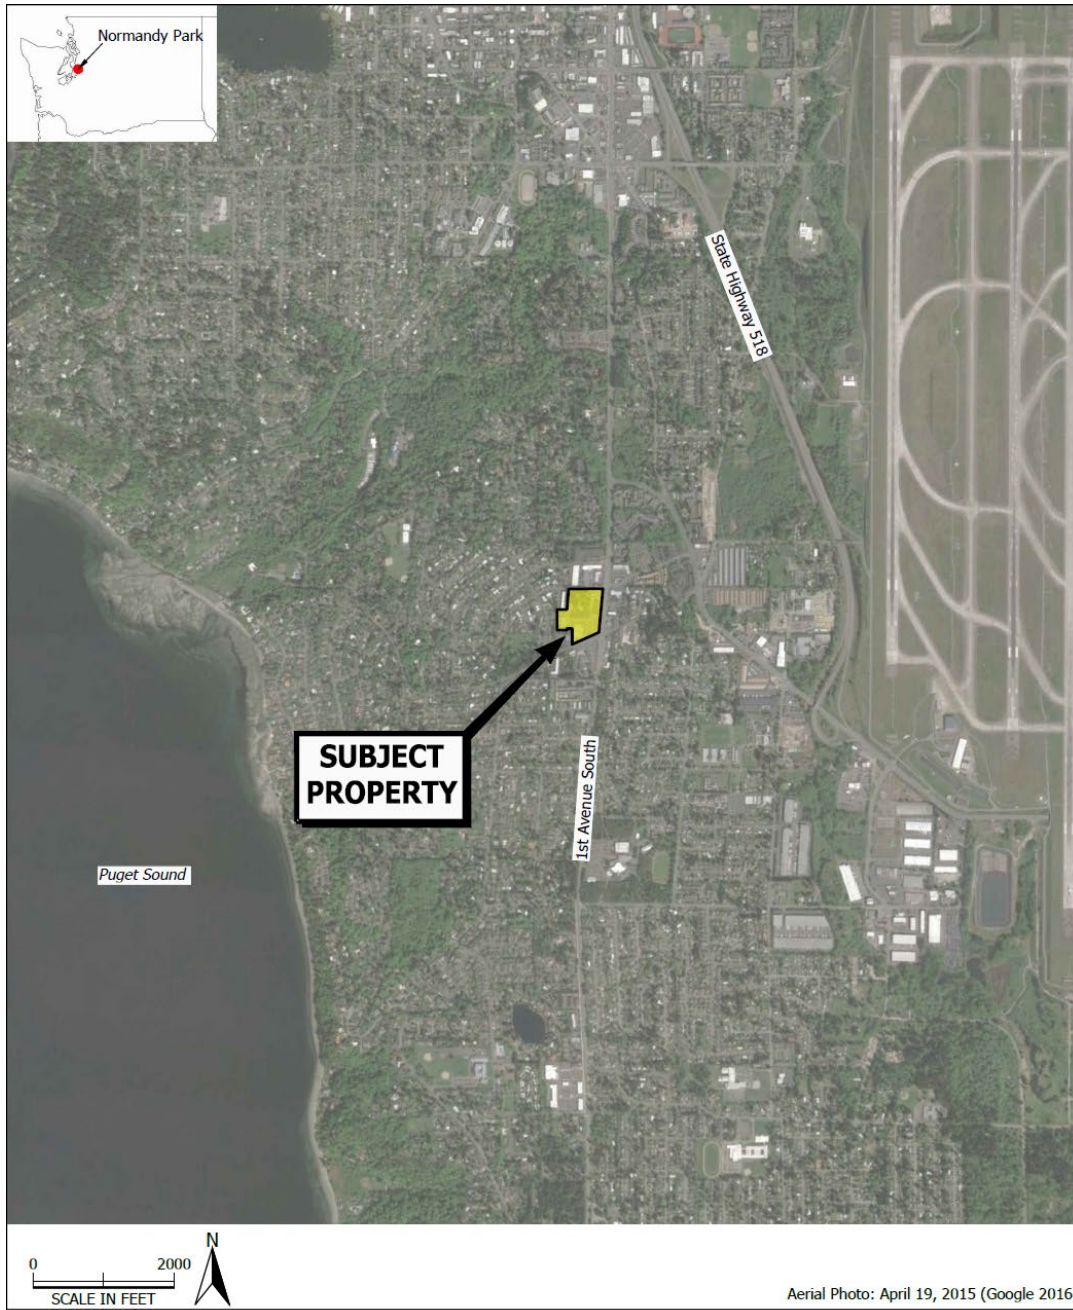 Normandy Park
State Highway 518
SUBJECT
PROPERTY
1st Avenue South
Puget Sound
N
0 2000
SCALE IN FEET
Aerial Photo: April 19, 2015 (Google 2016